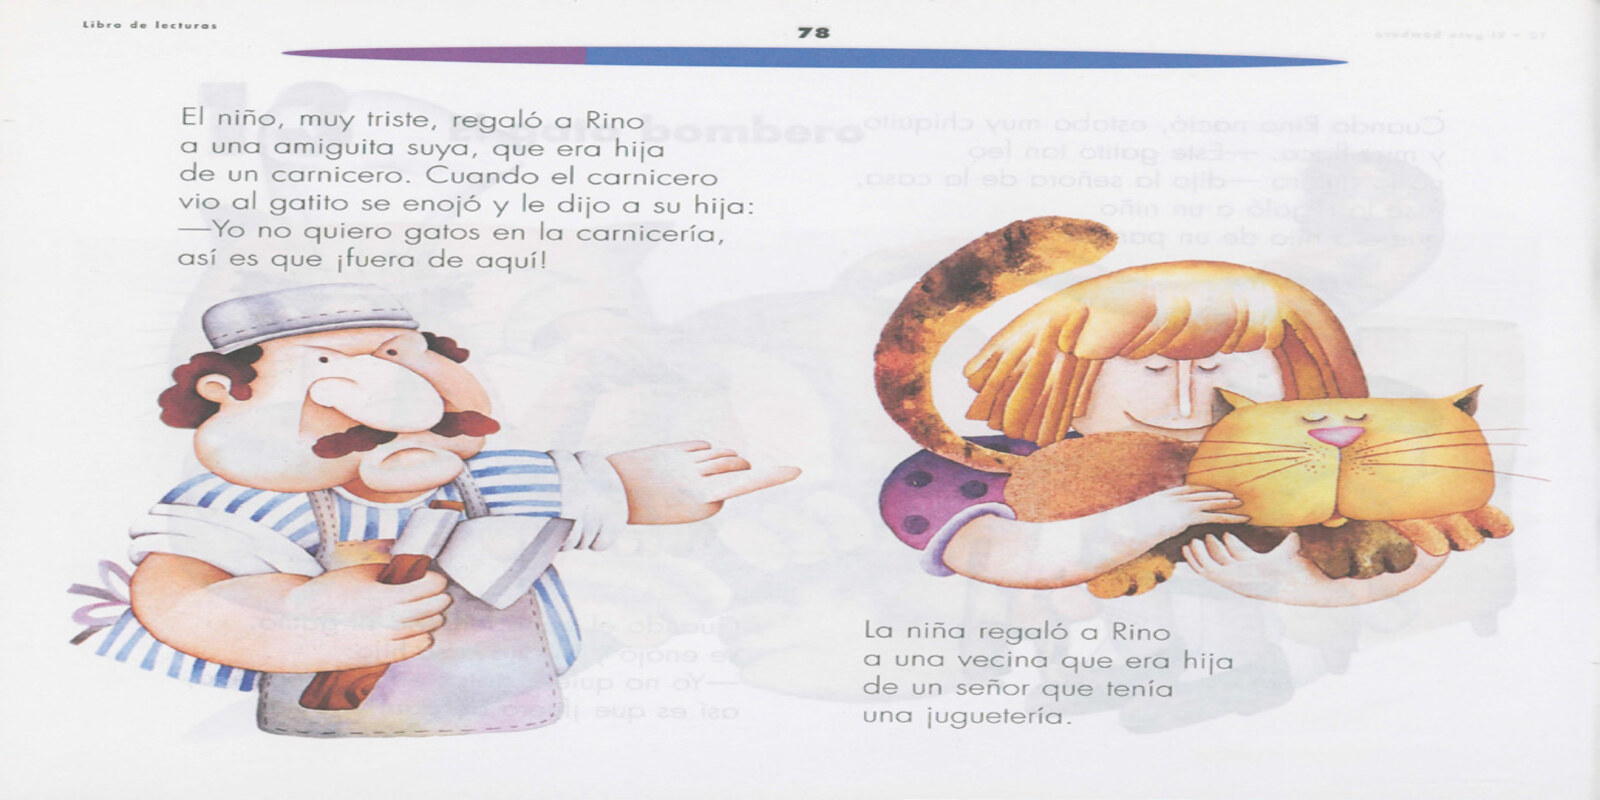 Libro de lecturas
78
El niño, muy triste, regaló a Rino
a una amiguita suya, que era hija
de un carnicero. Cuando el carnicero
vio al gatito se enojó y le dijo a su hija:
—Yo no quiero gatos en la carnicería,
así es que ¡fuera de aquí!
La niña regaló a Rino
a una vecina que era hija
de un señor que tenía
una juguetería.